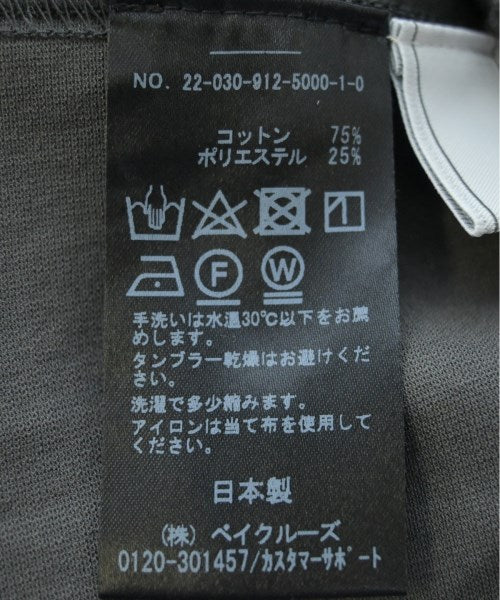 NO. 22-030-912-5000-1-0
コットン 75%
ポリエステル 25%
F W
手洗いは水温30℃以下をお薦
めします。
タンブラー乾燥はお避けくださ
い。
洗濯で多少縮みます。
アイロンは当て布を使用して
ください。
日本製
(株) ベイクルーズ
0120-301457/ｶｽﾀﾏｰｻﾎﾟｰﾄ